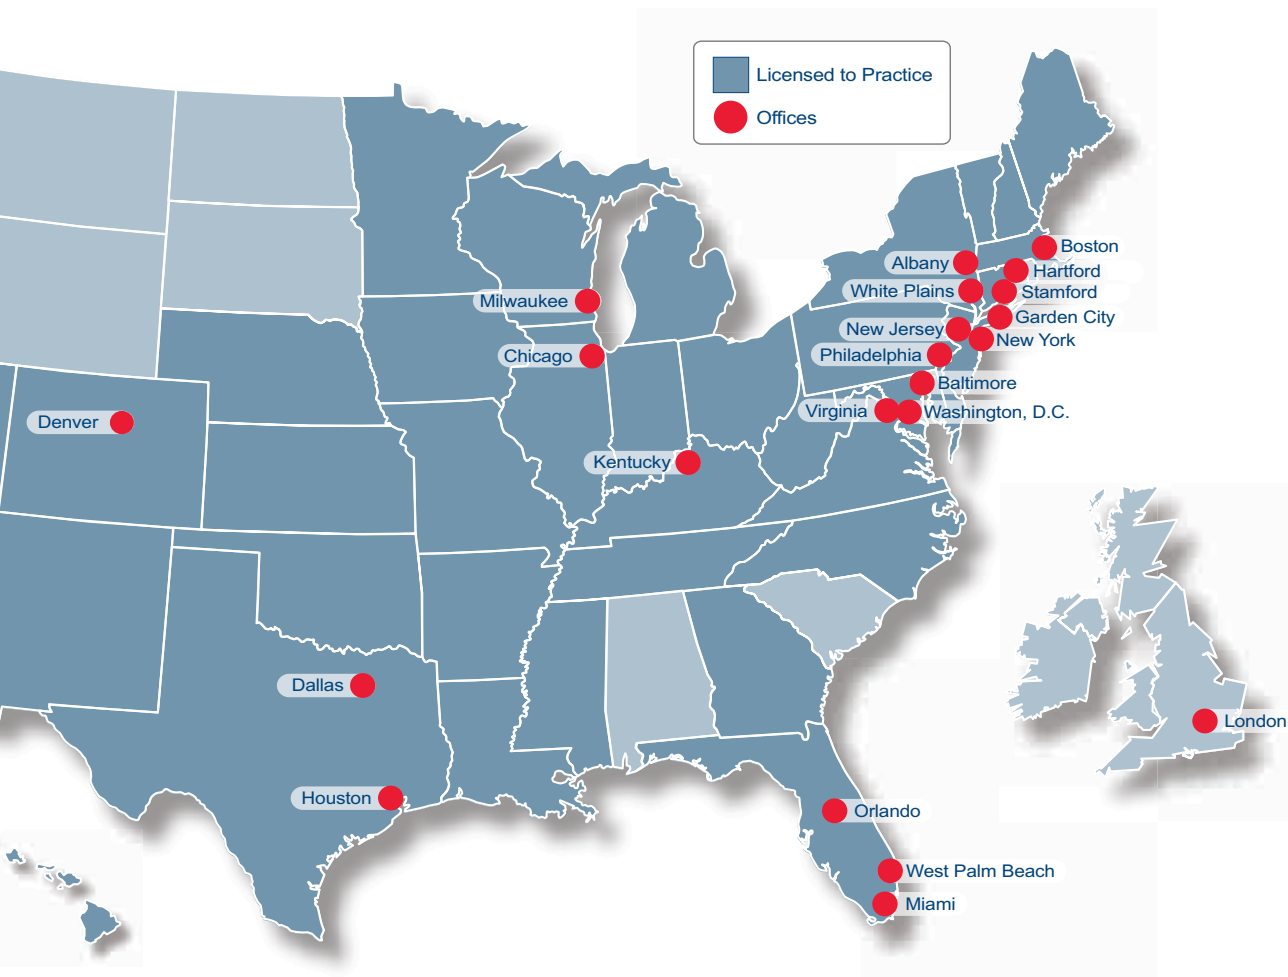 Licensed to Practice
Offices
Boston
Albany
Hartford
White Plains
Stamford
Milwaukee
Garden City
New Jersey
New York
Chicago
Philadelphia
Baltimore
Virginia
Washington, D.C.
Denver
Kentucky
Dallas
London
Houston
Orlando
West Palm Beach
Miami